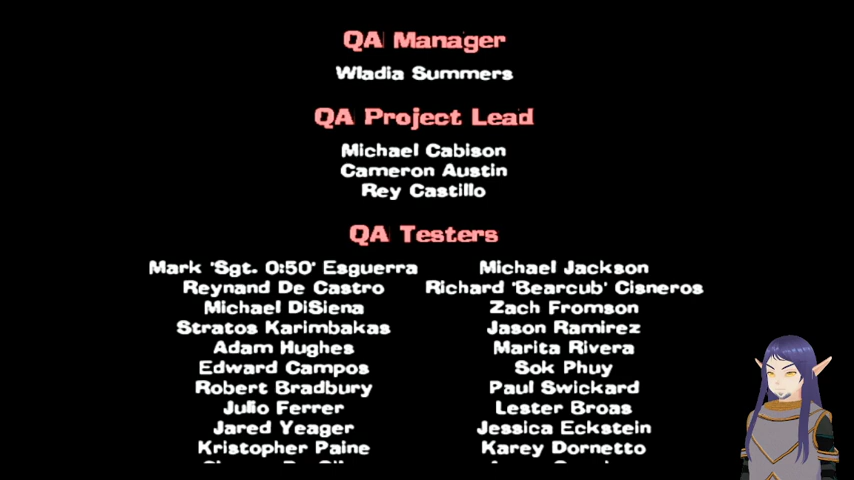 QA Manager
Wladia Summers
QA Project Lead
Michael Cabison
Cameron Austin
Rey Castillo
QA Testers
Mark 'Sgt. 0:50' Esguerra Michael Jackson
Reynand De Castro Richard 'Bearcub' Cisneros
Michael DiSiena Zach Fromson
Stratos Karimbakas Jason Ramirez
Adam Hughes Marita Rivera
Edward Campos Sok Phuy
Robert Bradbury Paul Swickard
Julio Ferrer Lester Broas
Jared Yeager Jessica Eckstein
Kristopher Paine Karey Dornetto